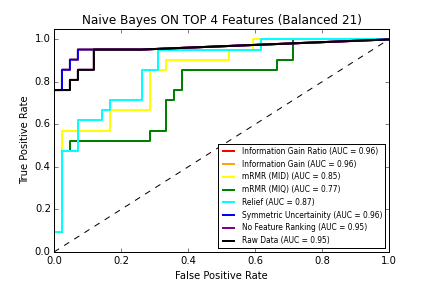 Naive Bayes ON TOP 4 Features (Balanced 21)
1.0
0.8
0.6
0.4
0.2
0.0
True Positive Rate
Information Gain Ratio (AUC = 0.96)
Information Gain (AUC = 0.96)
mRMR (MID) (AUC = 0.85)
mRMR (MIQ) (AUC = 0.77)
Relief (AUC = 0.87)
Symmetric Uncertainity (AUC = 0.96)
No Feature Ranking (AUC = 0.95)
Raw Data (AUC = 0.95)
0.0 0.2 0.4 0.6 0.8 1.0
False Positive Rate